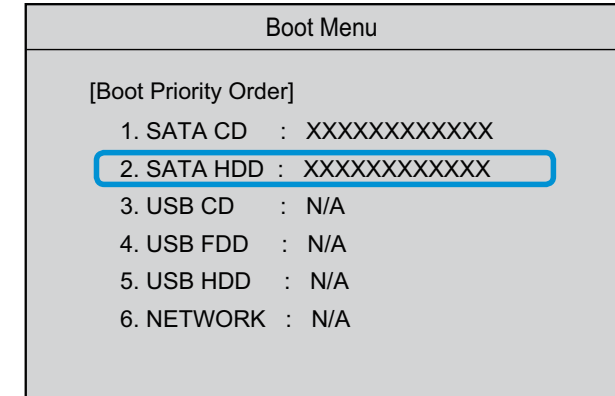 Boot Menu
[Boot Priority Order]
1. SATA CD : XXXXXXXXXXXX
2. SATA HDD : XXXXXXXXXXXX
3. USB CD : N/A
4. USB FDD : N/A
5. USB HDD : N/A
6. NETWORK : N/A